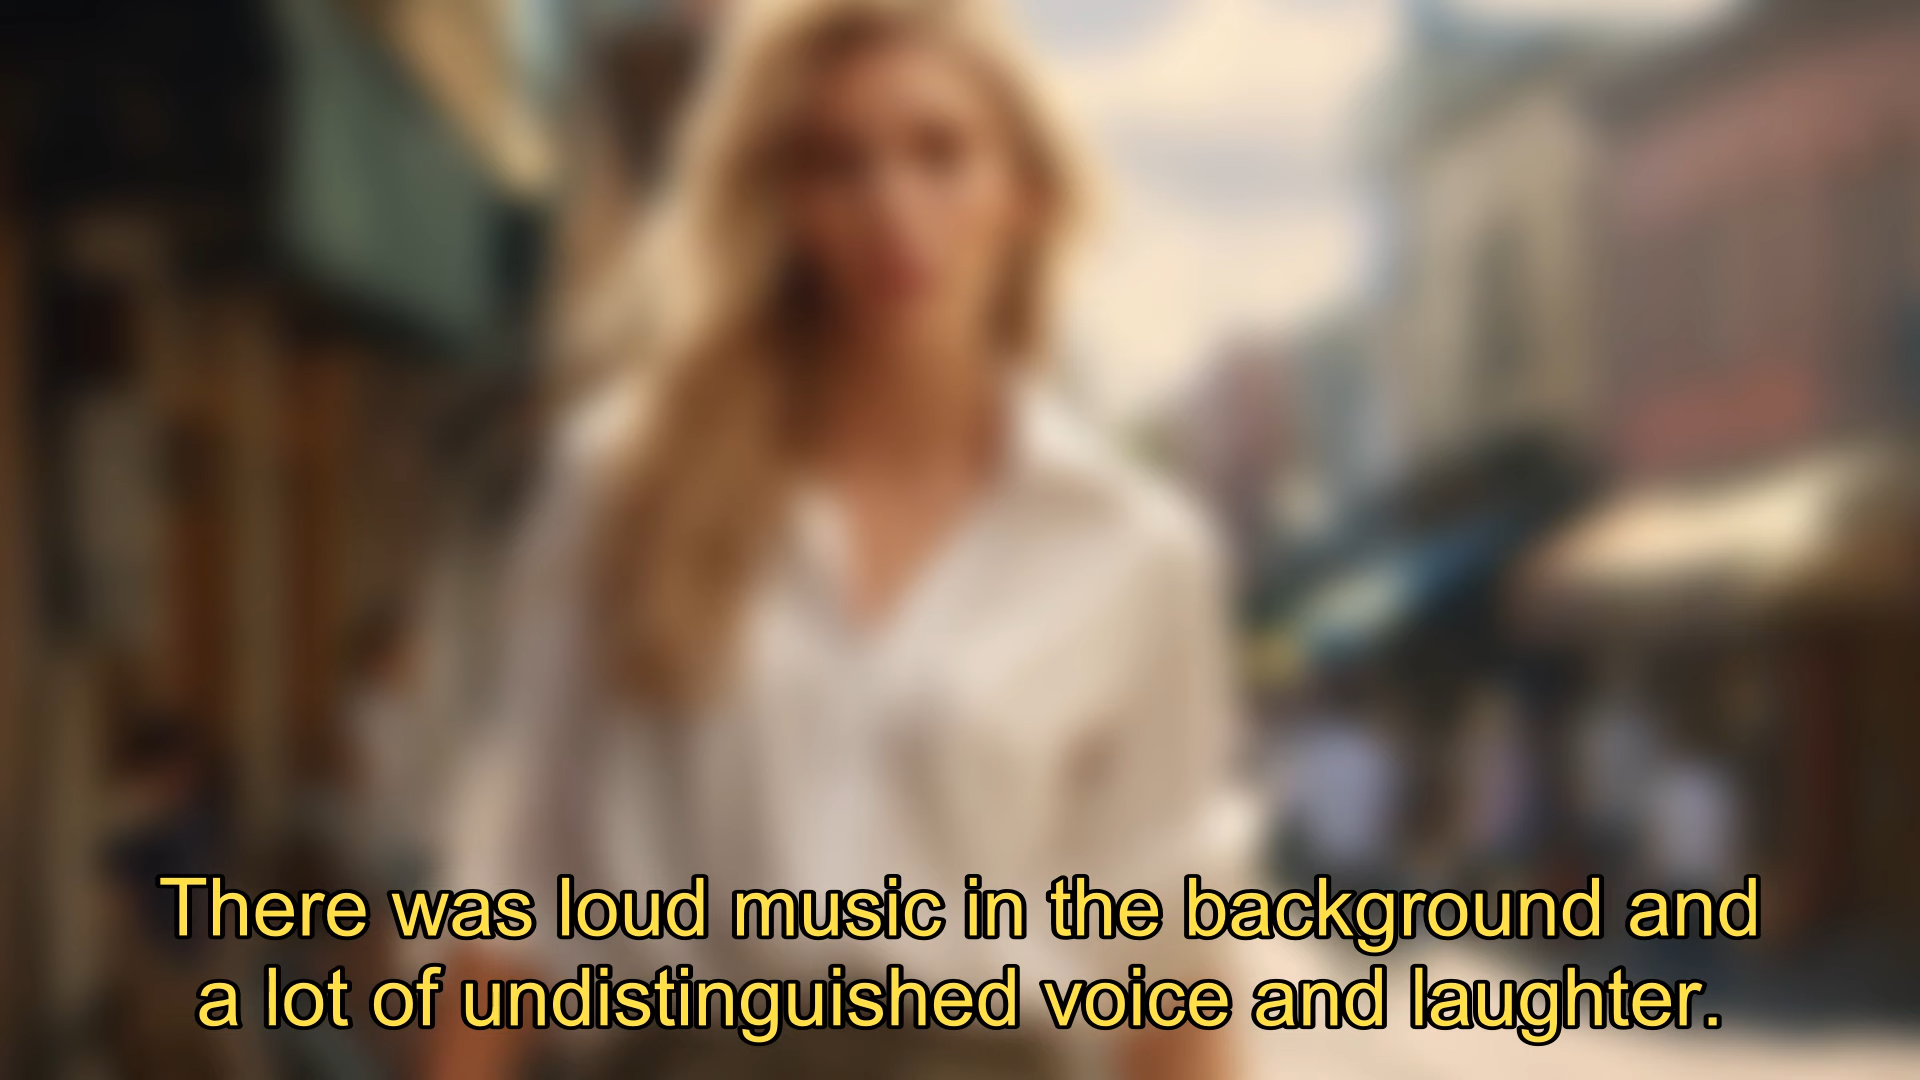 There was loud music in the background and
a lot of undistinguished voice and laughter.